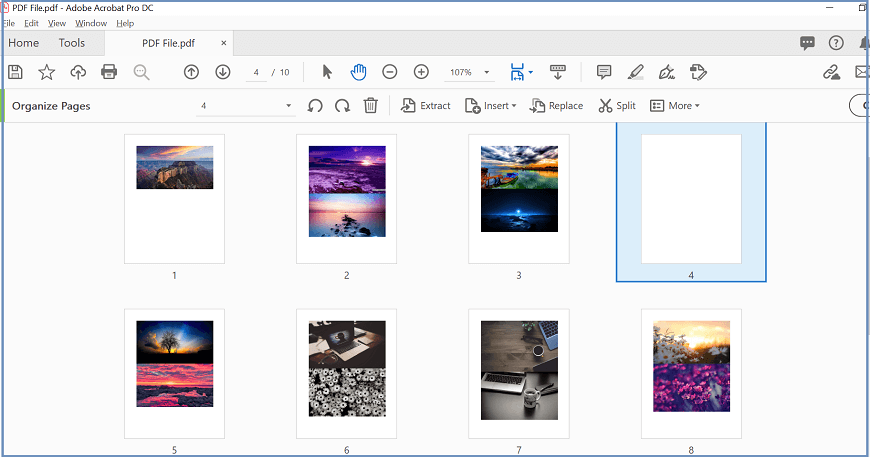 PDF File.pdf - Adobe Acrobat Pro DC
File Edit View Window Help
Home Tools PDF File.pdf ×
4 / 10 107%
Organize Pages 4 Extract Insert Replace Split More
1 2 3 4
5 6 7 8